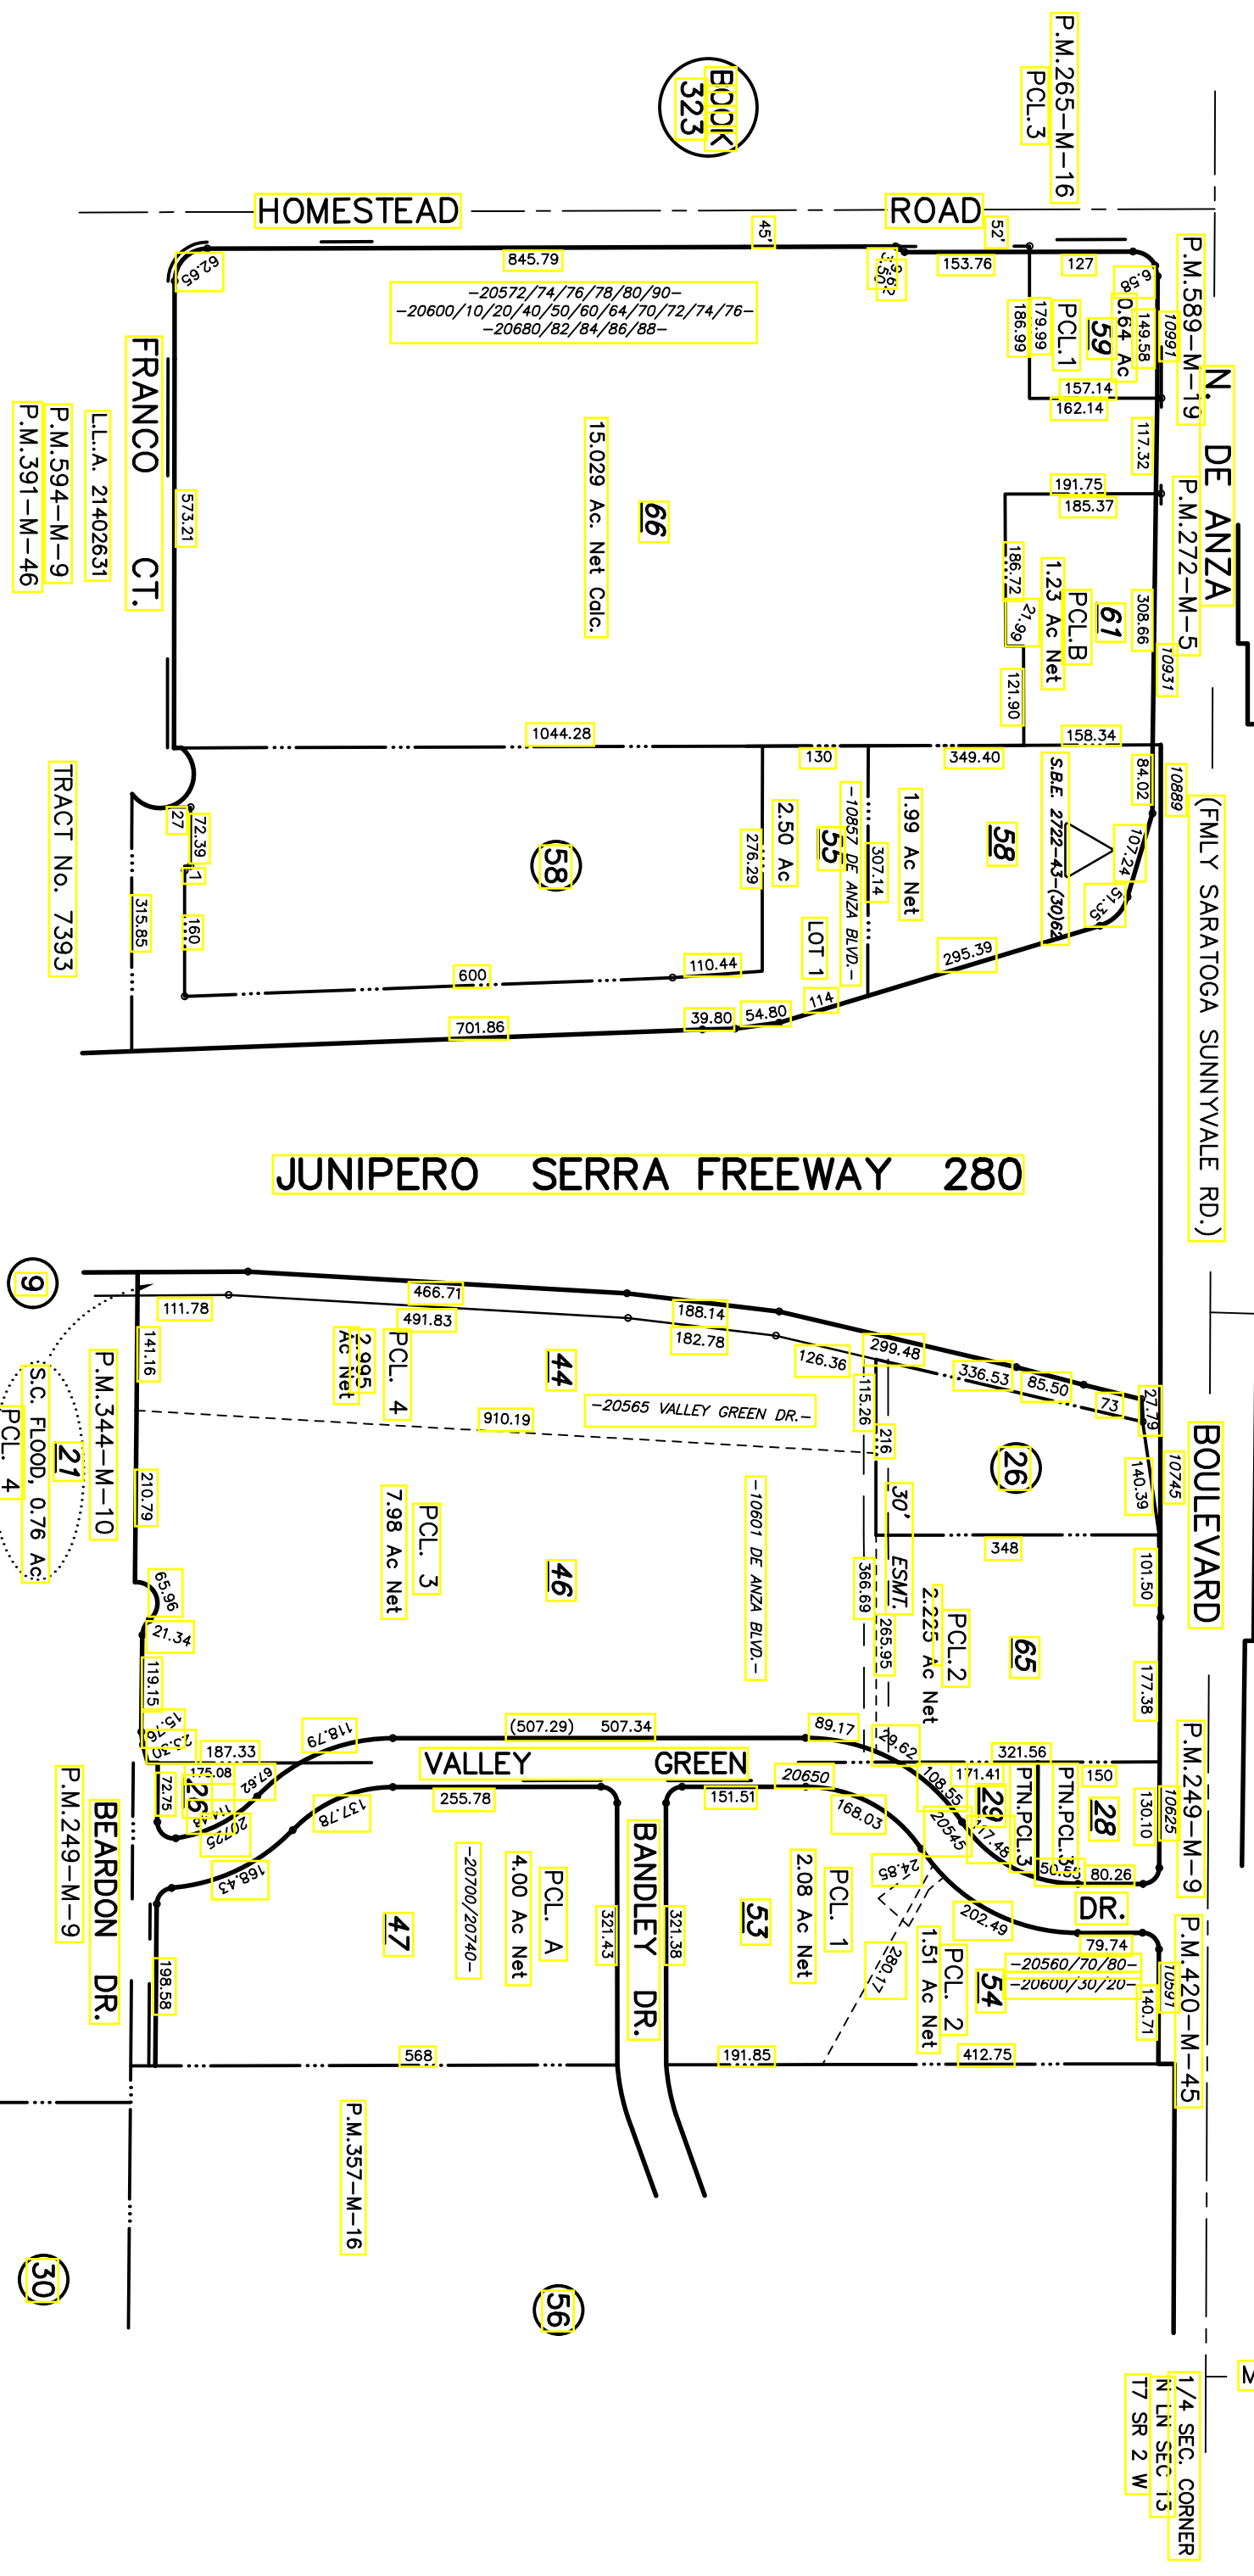 P.M.265-M-16
PCL.3
BOOK
323
HOMESTEAD ROAD
45'
52'
62.65
845.79
153.76
127
6.58
P.M.589-M-19
10991
-20572/74/76/78/80/90-
-20600/10/20/40/50/60/64/70/72/74/76-
-20680/82/84/86/88-
186.99
179.99
PCL.1
59
0.64 Ac
149.58
157.14
162.14
117.32
N. DE ANZA
FRANCO CT.
L.L.A. 21402631
P.M.594-M-9
P.M.391-M-46
573.21
15.029 Ac. Net Calc.
66
191.75
185.37
P.M.272-M-5
186.72
21.99
1.23 Ac Net
PCL.B
61
308.66
10931
121.90
1044.28
158.34
130
349.40
84.02
10889
(FMLY SARATOGA SUNNYVALE RD.)
TRACT No. 7393
27
72.39
160
315.85
58
276.29
2.50 Ac
55
-10857 DE ANZA BLVD.-
LOT 1
307.14
1.99 Ac Net
58
S.B.E. 2722-43-(30)62
107.24
51.35
295.39
110.44
600
114
54.80
39.80
701.86
JUNIPERO SERRA FREEWAY 280
9
111.78
466.71
491.83
188.14
182.78
126.36
299.48
336.53
85.50
73
27.79
141.16
P.M.344-M-10
S.C. FLOOD, 0.76 Ac
21
PCL. 4
PCL. 4
2.995
Ac Net
44
-20565 VALLEY GREEN DR.-
910.19
115.26
216
26
140.39
10745
BOULEVARD
210.79
7.98 Ac Net
PCL. 3
46
-10601 DE ANZA BLVD.-
30' ESMT.
366.69
265.95
348
101.50
2.225 Ac Net
PCL.2
65
177.38
65.96
21.34
119.15
15.76
187.33
175.08
118.79
(507.29) 507.34
89.17
29.62
321.56
171.41
150
VALLEY GREEN
DR.
72.75
26
67.62
20725
137.78
255.78
151.51
20650
168.03
108.55
20545
117.48
29
PTN.PCL.3
PTN.PCL.3
28
130.10
10625
P.M.249-M-9
80.26
BEARDON DR.
P.M.249-M-9
168.43
198.58
47
-20700/20740-
4.00 Ac Net
PCL. A
321.43
BANDLEY DR.
321.38
53
2.08 Ac Net
PCL. 1
24.85
280.17
1.51 Ac Net
PCL. 2
54
202.49
79.74
-20560/70/80-
-20600/30/20-
140.71
10591
P.M.420-M-45
568
191.85
412.75
P.M.357-M-16
30
56
1/4 SEC. CORNER
N LN SEC 13
T7 SR 2 W